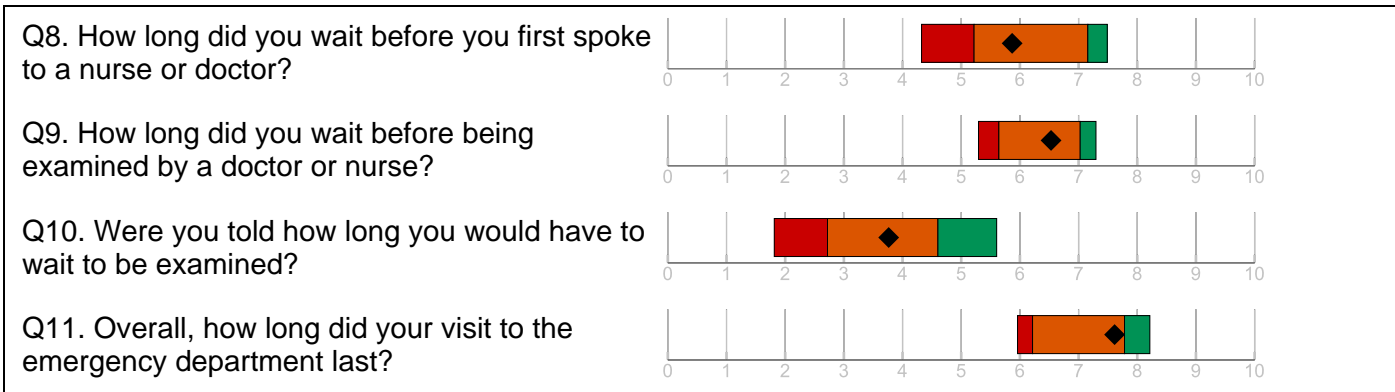 Q8. How long did you wait before you first spoke
to a nurse or doctor?
0 1 2 3 4 5 6 7 8 9 10
Q9. How long did you wait before being
examined by a doctor or nurse?
0 1 2 3 4 5 6 7 8 9 10
Q10. Were you told how long you would have to
wait to be examined?
0 1 2 3 4 5 6 7 8 9 10
Q11. Overall, how long did your visit to the
emergency department last?
0 1 2 3 4 5 6 7 8 9 10